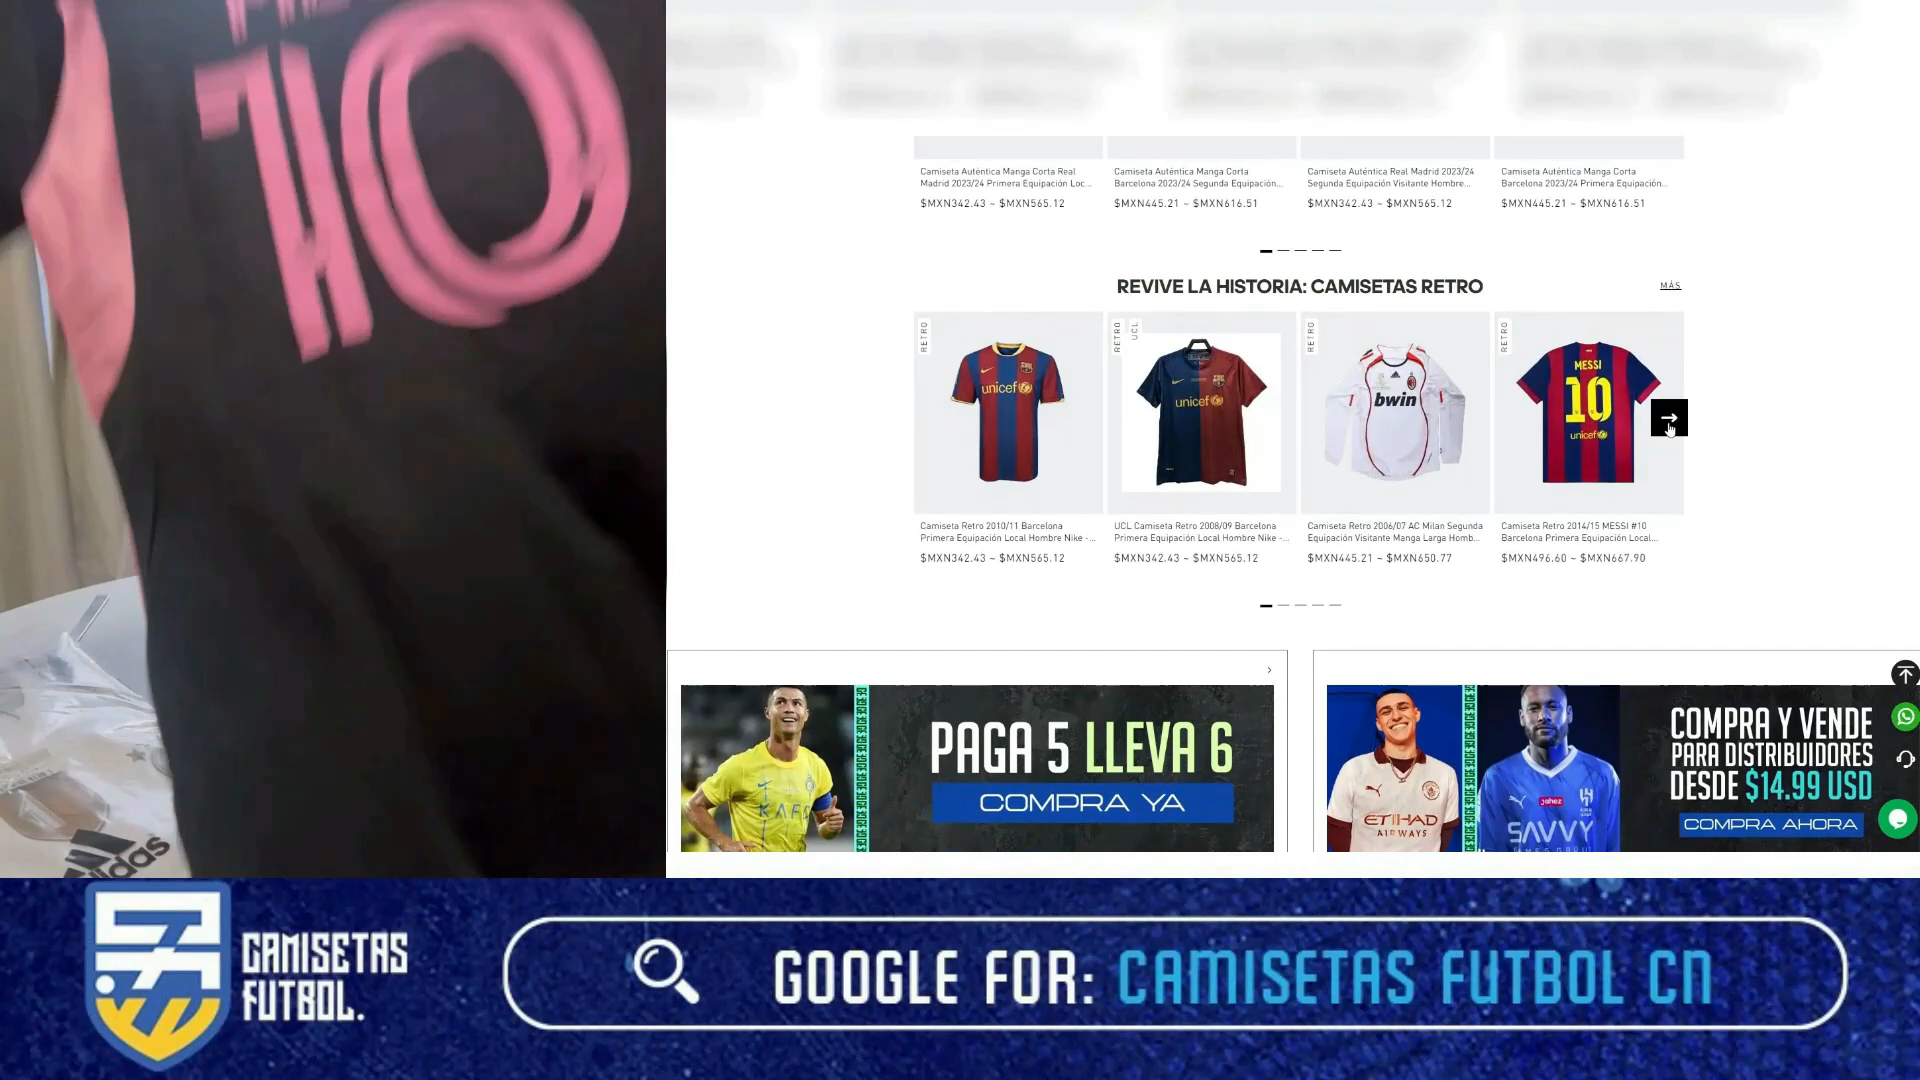 10
adidas
Camiseta Auténtica Manga Corta Real
Madrid 2023/24 Primera Equipación Loc...
$MXN342.43 ~ $MXN565.12
Camiseta Auténtica Manga Corta
Barcelona 2023/24 Segunda Equipación...
$MXN445.21 ~ $MXN616.51
Camiseta Auténtica Real Madrid 2023/24
Segunda Equipación Visitante Hombre...
$MXN342.43 ~ $MXN565.12
Camiseta Auténtica Manga Corta
Barcelona 2023/24 Primera Equipación...
$MXN445.21 ~ $MXN616.51
REVIVE LA HISTORIA: CAMISETAS RETRO
MÁS
RETRO
unicef
Camiseta Retro 2010/11 Barcelona
Primera Equipación Local Hombre Nike -...
$MXN342.43 ~ $MXN565.12
RETRO
UCL
unicef
UCL Camiseta Retro 2008/09 Barcelona
Primera Equipación Local Hombre Nike -...
$MXN342.43 ~ $MXN565.12
RETRO
bwin
Camiseta Retro 2006/07 AC Milan Segunda
Equipación Visitante Manga Larga Homb...
$MXN445.21 ~ $MXN650.77
RETRO
MESSI
10
unicef
Camiseta Retro 2014/15 MESSI #10
Barcelona Primera Equipación Local...
$MXN496.60 ~ $MXN667.90
KAFD
PAGA 5 LLEVA 6
COMPRA YA
ETIHAD
AIRWAYS
jahez
SAVVY
COMPRA Y VENDE
PARA DISTRIBUIDORES
DESDE $14.99 USD
COMPRA AHORA
CAMISETAS
FUTBOL.
GOOGLE FOR: CAMISETAS FUTBOL CN